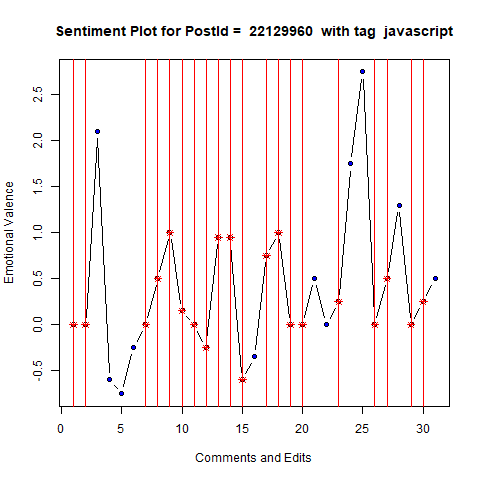 Sentiment Plot for PostId =  22129960  with tag  javascript
Emotional Valence
2.5
2.0
1.5
1.0
0.5
0.0
-0.5
0 5 10 15 20 25 30
Comments and Edits